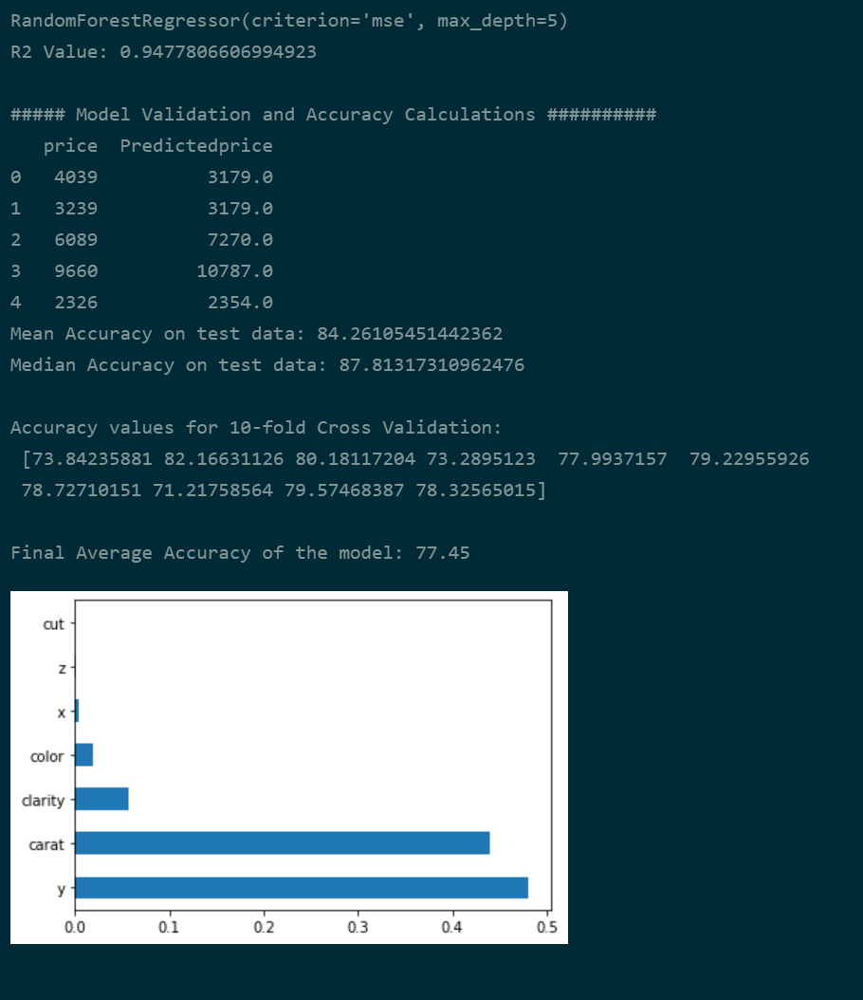 RandomForestRegressor(criterion='mse', max_depth=5)
R2 Value: 0.9477806606994923
##### Model Validation and Accuracy Calculations ##########
price Predictedprice
0 4039 3179.0
1 3239 3179.0
2 6089 7270.0
3 9660 10787.0
4 2326 2354.0
Mean Accuracy on test data: 84.26105451442362
Median Accuracy on test data: 87.81317310962476
Accuracy values for 10-fold Cross Validation:
[73.84235881 82.16631126 80.18117204 73.2895123 77.9937157 79.22955926
78.72710151 71.21758564 79.57468387 78.32565015]
Final Average Accuracy of the model: 77.45
cut
z
x
color
clarity
carat
y
0.0 0.1 0.2 0.3 0.4 0.5